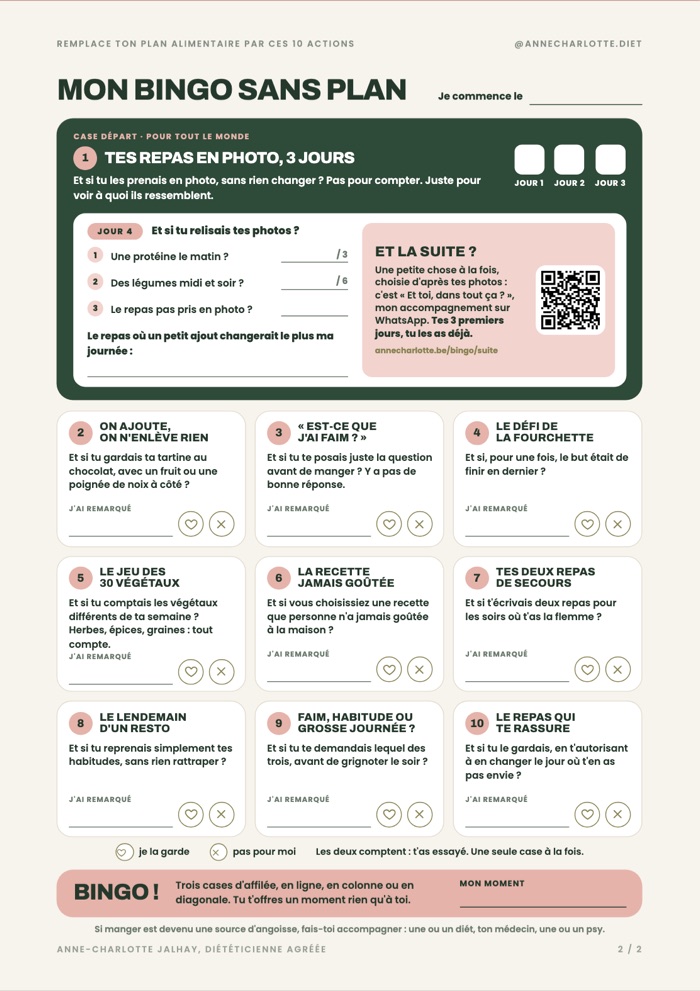 REMPLACE TON PLAN ALIMENTAIRE PAR CES 10 ACTIONS
@ANNECHARLOTTE.DIET
MON BINGO SANS PLAN
Je commence le
CASE DÉPART · POUR TOUT LE MONDE
1 TES REPAS EN PHOTO, 3 JOURS
Et si tu les prenais en photo, sans rien changer ? Pas pour compter. Juste pour
voir à quoi ils ressemblent.
JOUR 1 JOUR 2 JOUR 3
JOUR 4 Et si tu relisais tes photos ?
1 Une protéine le matin ? / 3
2 Des légumes midi et soir ? / 6
3 Le repas pas pris en photo ?
Le repas où un petit ajout changerait le plus ma
journée :
ET LA SUITE ?
Une petite chose à la fois,
choisie d'après tes photos :
c'est « Et toi, dans tout ça ? »,
mon accompagnement sur
WhatsApp. Tes 3 premiers
jours, tu les as déjà.
annecharlotte.be/bingo/suite
2 ON AJOUTE,
ON N'ENLÈVE RIEN
Et si tu gardais ta tartine au
chocolat, avec un fruit ou une
poignée de noix à côté ?
J'AI REMARQUÉ
3 « EST-CE QUE
J'AI FAIM ? »
Et si tu te posais juste la question
avant de manger ? Y a pas de
bonne réponse.
J'AI REMARQUÉ
4 LE DÉFI DE
LA FOURCHETTE
Et si, pour une fois, le but était de
finir en dernier ?
J'AI REMARQUÉ
5 LE JEU DES
30 VÉGÉTAUX
Et si tu comptais les végétaux
différents de ta semaine ?
Herbes, épices, graines : tout
compte.
J'AI REMARQUÉ
6 LA RECETTE
JAMAIS GOÛTÉE
Et si vous choisissiez une recette
que personne n'a jamais goûtée
à la maison ?
J'AI REMARQUÉ
7 TES DEUX REPAS
DE SECOURS
Et si t'écrivais deux repas pour
les soirs où t'as la flemme ?
J'AI REMARQUÉ
8 LE LENDEMAIN
D'UN RESTO
Et si tu reprenais simplement tes
habitudes, sans rien rattraper ?
J'AI REMARQUÉ
9 FAIM, HABITUDE OU
GROSSE JOURNÉE ?
Et si tu te demandais lequel des
trois, avant de grignoter le soir ?
J'AI REMARQUÉ
10 LE REPAS QUI
TE RASSURE
Et si tu le gardais, en t'autorisant
à en changer le jour où t'en as
pas envie ?
J'AI REMARQUÉ
je la garde pas pour moi Les deux comptent : t'as essayé. Une seule case à la fois.
BINGO !
Trois cases d'affilée, en ligne, en colonne ou en
diagonale. Tu t'offres un moment rien qu'à toi.
MON MOMENT
Si manger est devenu une source d'angoisse, fais-toi accompagner : une ou un diét, ton médecin, une ou un psy.
ANNE-CHARLOTTE JALHAY, DIÉTÉTICIENNE AGRÉÉE
2 / 2